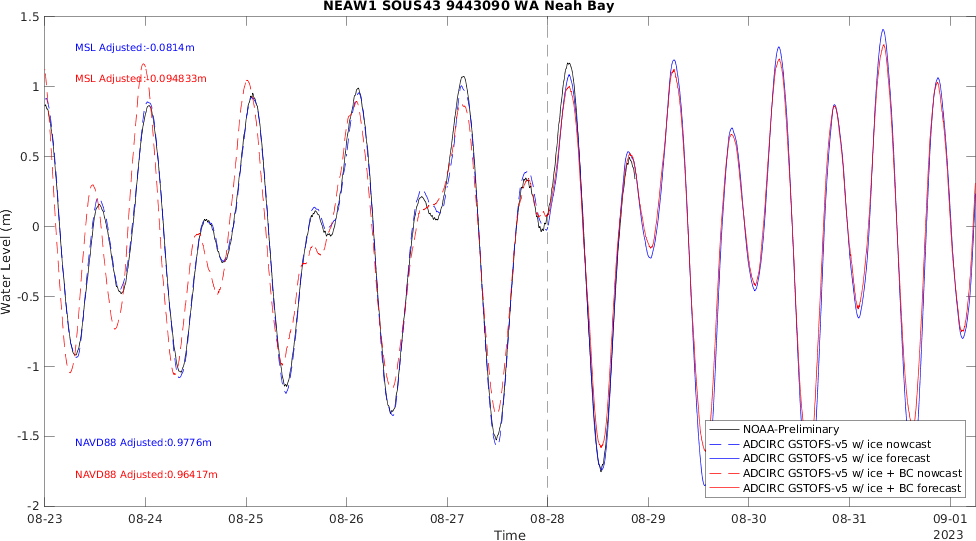 NEAW1 SOUS43 9443090 WA Neah Bay
1.5
1
0.5
0
-0.5
-1
-1.5
-2
Water Level (m)
MSL Adjusted:-0.0814m
MSL Adjusted:-0.094833m
NAVD88 Adjusted:0.9776m
NAVD88 Adjusted:0.96417m
NOAA-Preliminary
ADCIRC GSTOFS-v5 w/ ice nowcast
ADCIRC GSTOFS-v5 w/ ice forecast
ADCIRC GSTOFS-v5 w/ ice + BC nowcast
ADCIRC GSTOFS-v5 w/ ice + BC forecast
08-23 08-24 08-25 08-26 08-27 08-28 08-29 08-30 08-31 09-01
2023
Time